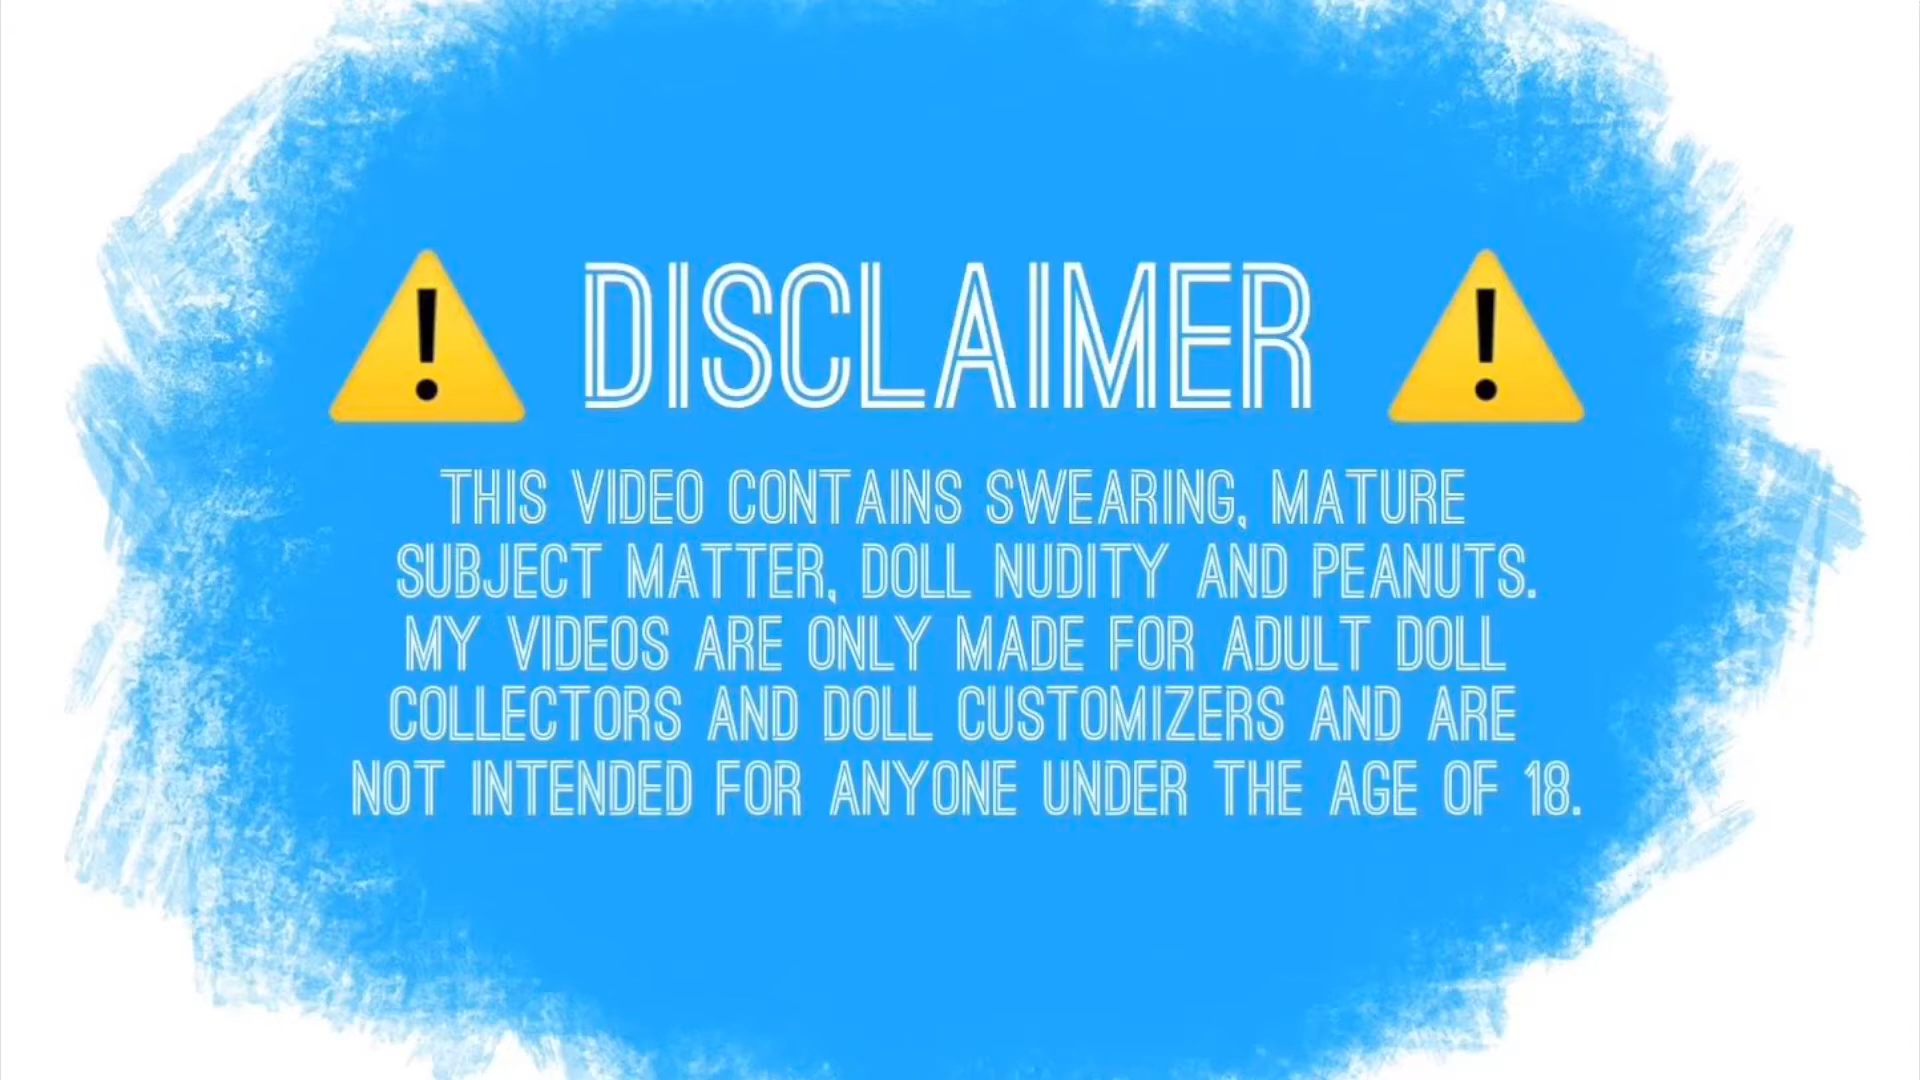 DISCLAIMER
THIS VIDEO CONTAINS SWEARING, MATURE
SUBJECT MATTER, DOLL NUDITY AND PEANUTS.
MY VIDEOS ARE ONLY MADE FOR ADULT DOLL
COLLECTORS AND DOLL CUSTOMIZERS AND ARE
NOT INTENDED FOR ANYONE UNDER THE AGE OF 18.